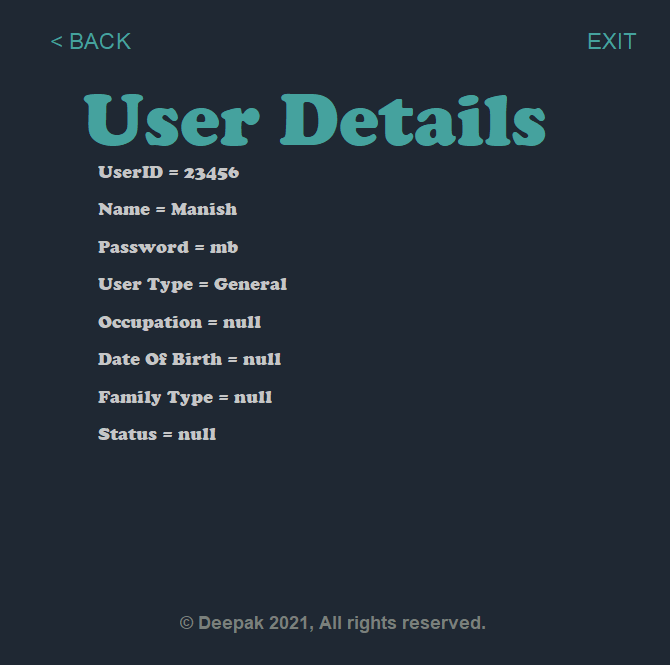 < BACK
EXIT
User Details
UserID = 23456
Name = Manish
Password = mb
User Type = General
Occupation = null
Date Of Birth = null
Family Type = null
Status = null
© Deepak 2021, All rights reserved.